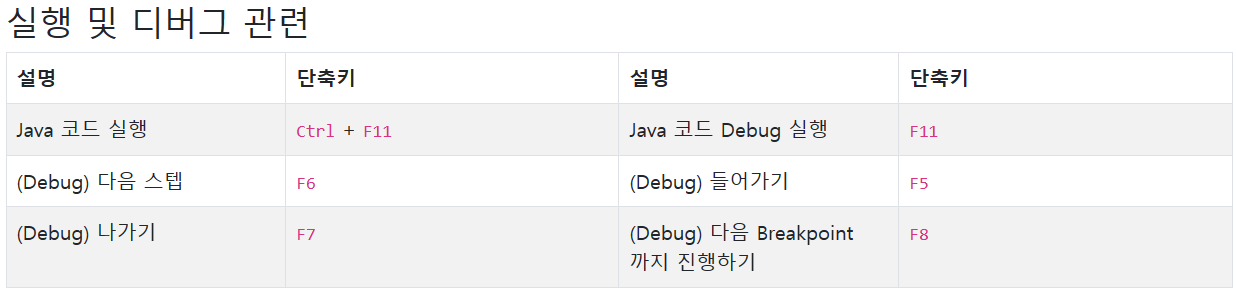 실행 및 디버그 관련
설명 단축키 설명 단축키
Java 코드 실행 Ctrl + F11 Java 코드 Debug 실행 F11
(Debug) 다음 스텝 F6 (Debug) 들어가기 F5
(Debug) 나가기 F7 (Debug) 다음 Breakpoint F8
까지 진행하기